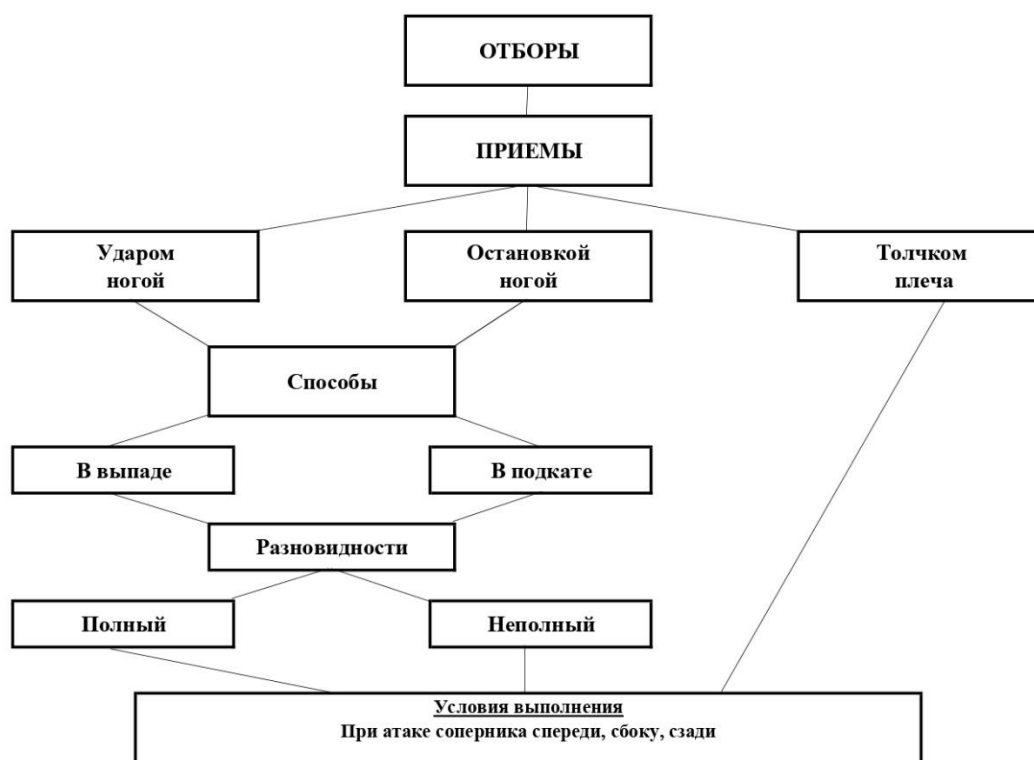 ОТБОРЫ
ПРИЕМЫ
Ударом
ногой
Остановкой
ногой
Толчком
плеча
Способы
В выпаде
В подкате
Разновидности
Полный
Неполный
Условия выполнения
При атаке соперника спереди, сбоку, сзади